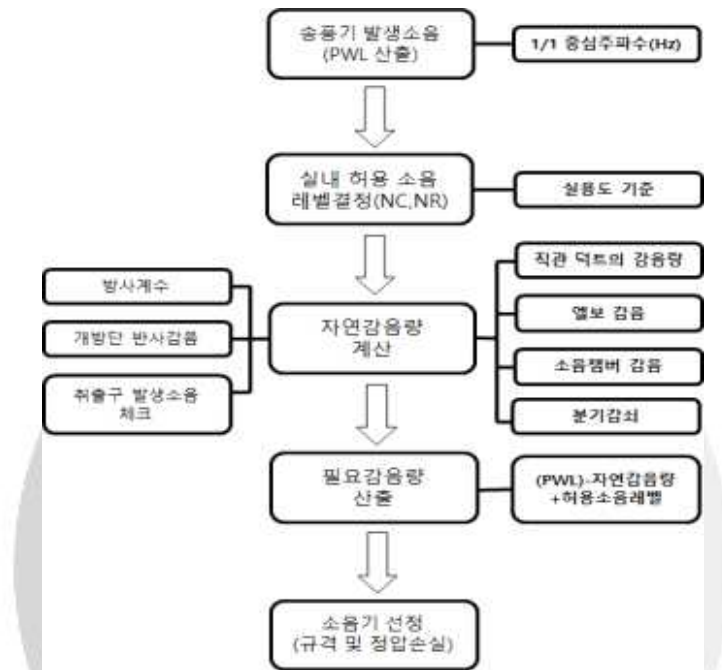 송풍기 발생소음
(PWL 산출)
1/1 중심주파수(Hz)
실내 허용 소음
레벨결정(NC,NR)
실용도 기준
방사계수
개방단 반사감음
취출구 발생소음
체크
자연감음량
계산
직관 덕트의 감음량
엘보 감음
소음챔버 감음
분기감쇠
필요감음량
산출
(PWL)-자연감음량
+허용소음레벨
소음기 선정
(규격 및 정압손실)